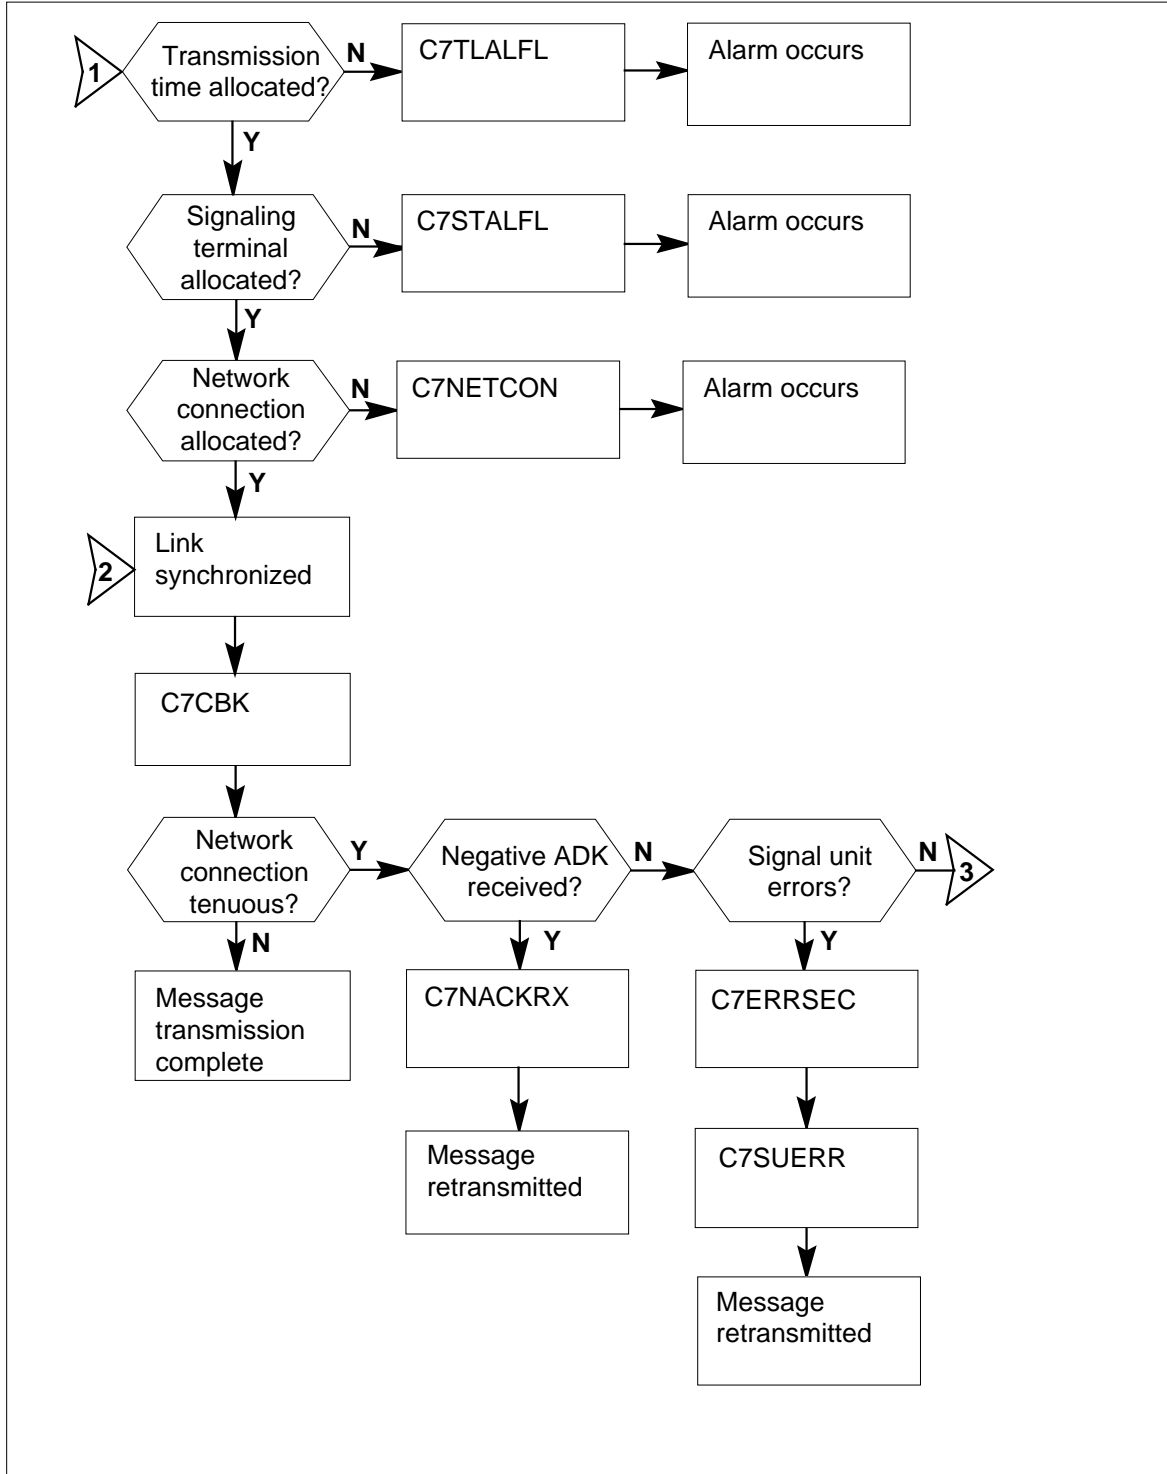 1
Transmission
time allocated?
N
C7TLALFL
Alarm occurs
Y
Signaling
terminal
allocated?
N
C7STALFL
Alarm occurs
Y
Network
connection
allocated?
N
C7NETCON
Alarm occurs
Y
2
Link
synchronized
C7CBK
Network
connection
tenuous?
Y
Negative ADK
received?
N
Signal unit
errors?
N
3
N
Y
Y
Message
transmission
complete
C7NACKRX
C7ERRSEC
Message
retransmitted
C7SUERR
Message
retransmitted